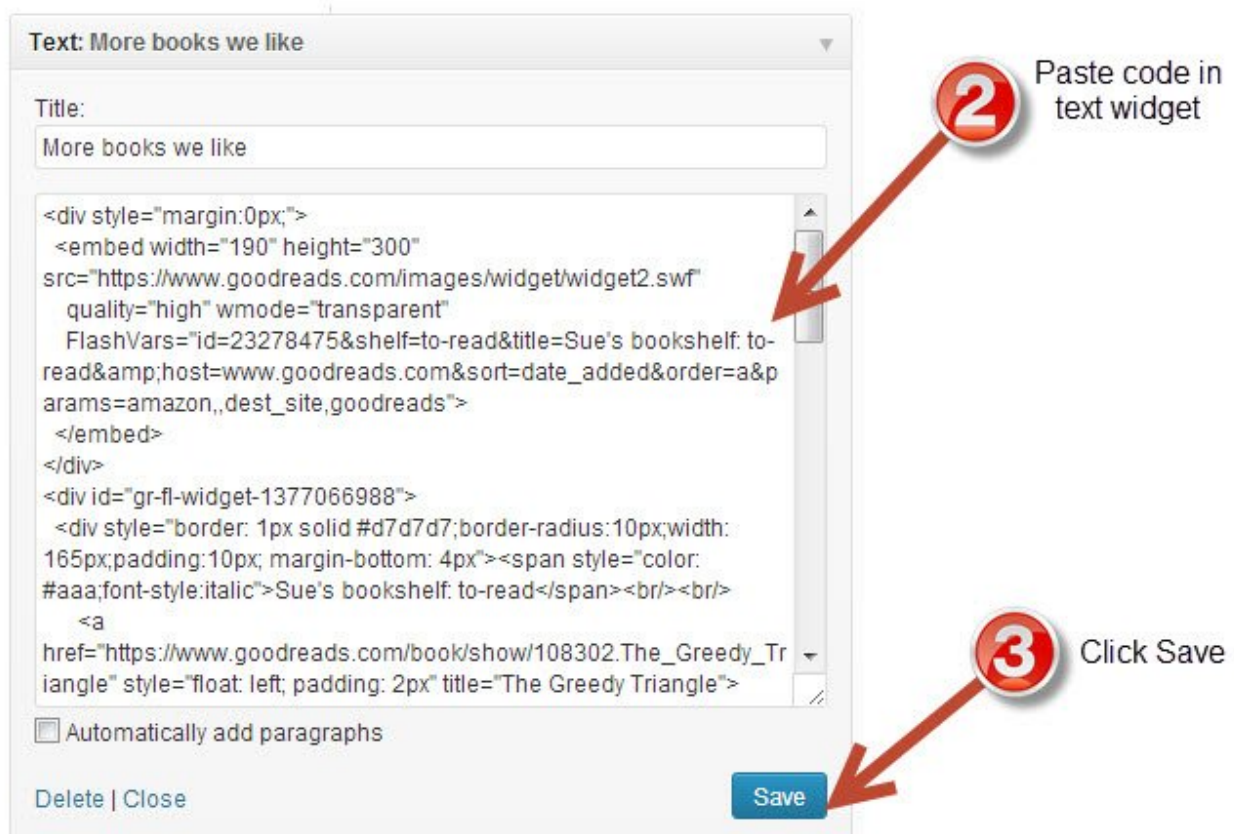 Text: More books we like
Title:
More books we like
<div style="margin:0px;">
<embed width="190" height="300"
src="https://www.goodreads.com/images/widget/widget2.swf"
quality="high" wmode="transparent"
FlashVars="id=23278475&shelf=to-read&title=Sue's bookshelf: to-
read&amp;host=www.goodreads.com&sort=date_added&order=a&p
arams=amazon,,dest_site,goodreads">
</embed>
</div>
<div id="gr-fl-widget-1377066988">
<div style="border: 1px solid #d7d7d7;border-radius:10px;width:
165px;padding:10px; margin-bottom: 4px"><span style="color:
#aaa;font-style:italic">Sue's bookshelf: to-read</span><br/><br/>
<a
href="https://www.goodreads.com/book/show/108302.The_Greedy_Tr
iangle" style="float: left; padding: 2px" title="The Greedy Triangle">
Automatically add paragraphs
Delete | Close
Save
2
Paste code in
text widget
3
Click Save